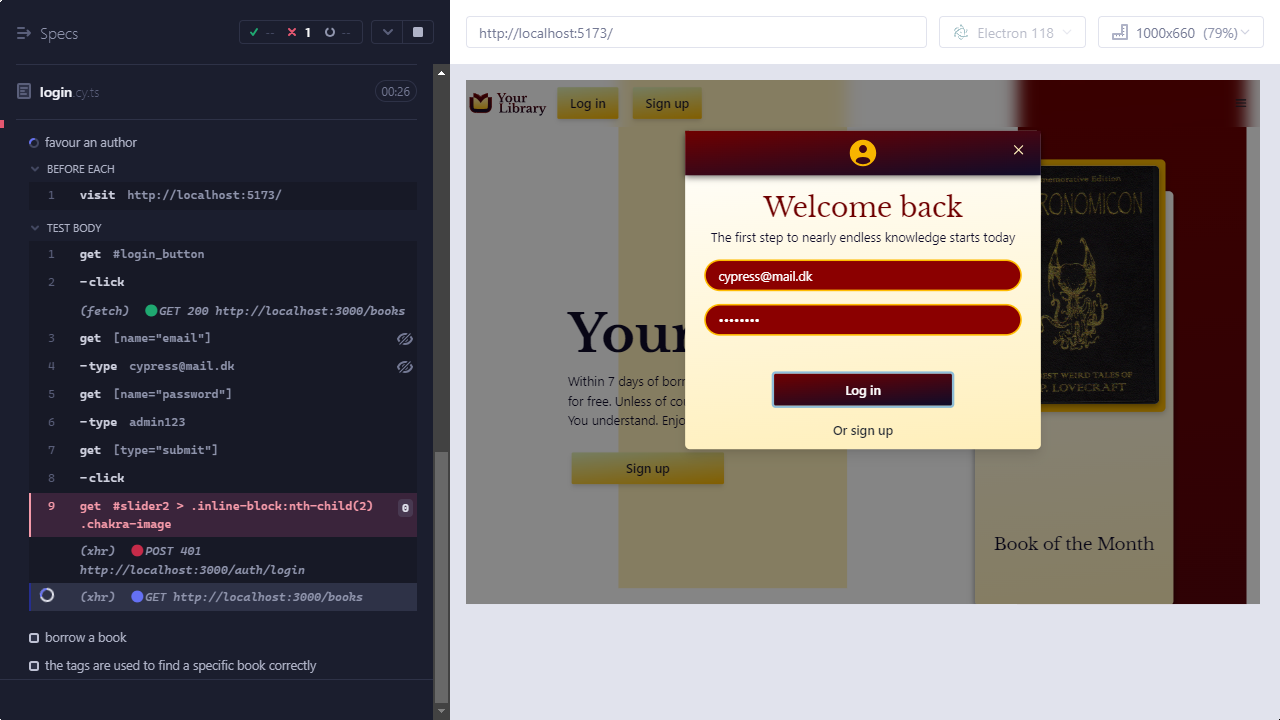 Specs
-- 1 --
http://localhost:5173/
Electron 118
1000x660 (79%)
login.cy.ts
00:26
favour an author
BEFORE EACH
1 visit http://localhost:5173/
TEST BODY
1 get #login_button
2 -click
(fetch) GET 200 http://localhost:3000/books
3 get [name="email"]
4 -type cypress@mail.dk
5 get [name="password"]
6 -type admin123
7 get [type="submit"]
8 -click
9 get #slider2 > .inline-block:nth-child(2) 0
.chakra-image
(xhr) POST 401
http://localhost:3000/auth/login
(xhr) GET http://localhost:3000/books
borrow a book
the tags are used to find a specific book correctly
Your
Library
Log in
Sign up
Welcome back
The first step to nearly endless knowledge starts today
cypress@mail.dk
••••••••
Log in
Or sign up
Your
Within 7 days of borr
for free. Unless of cou
You understand. Enjo
Sign up
memorative Edition
RONOMICON
EST WEIRD TALES OF
P. LOVECRAFT
Book of the Month